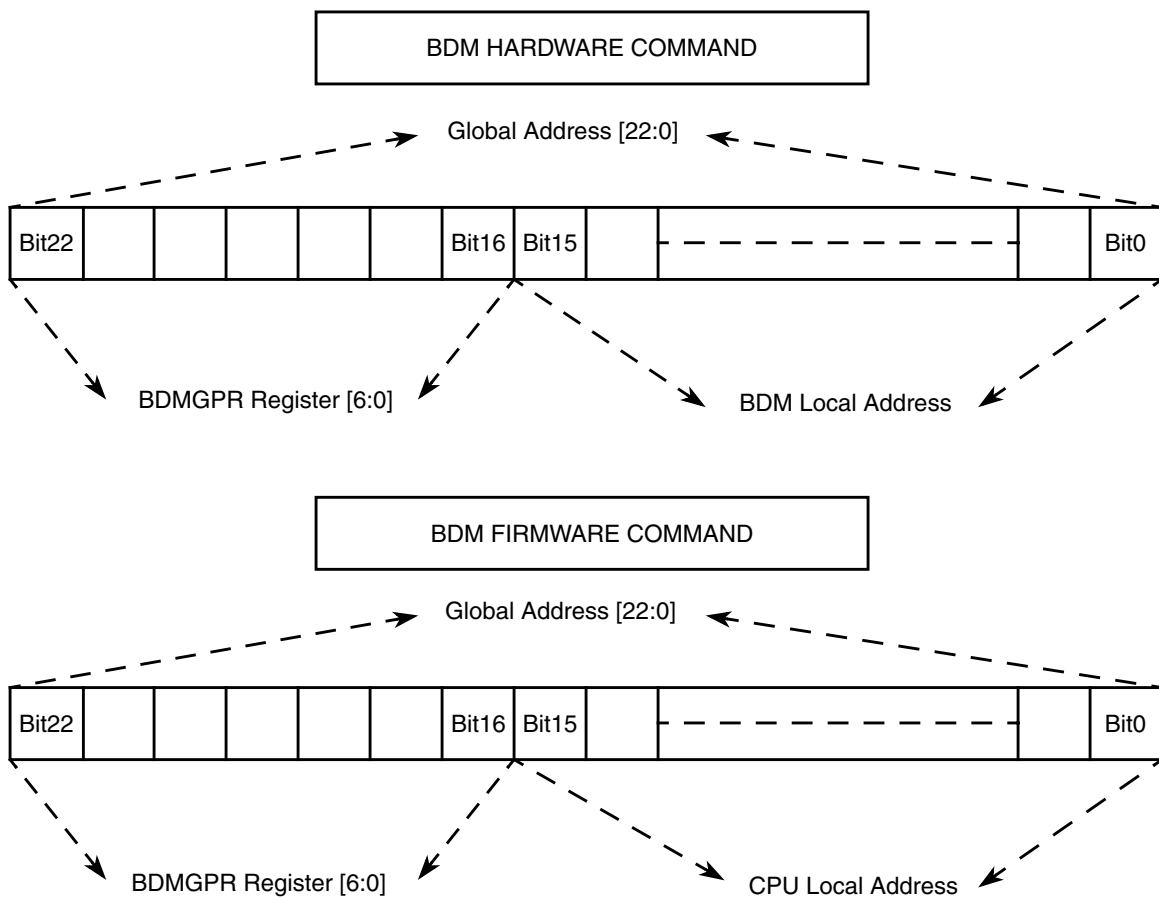 BDM HARDWARE COMMAND
Global Address [22:0]
Bit22 Bit16 Bit15 Bit0
BDMGPR Register [6:0] BDM Local Address
BDM FIRMWARE COMMAND
Global Address [22:0]
Bit22 Bit16 Bit15 Bit0
BDMGPR Register [6:0] CPU Local Address